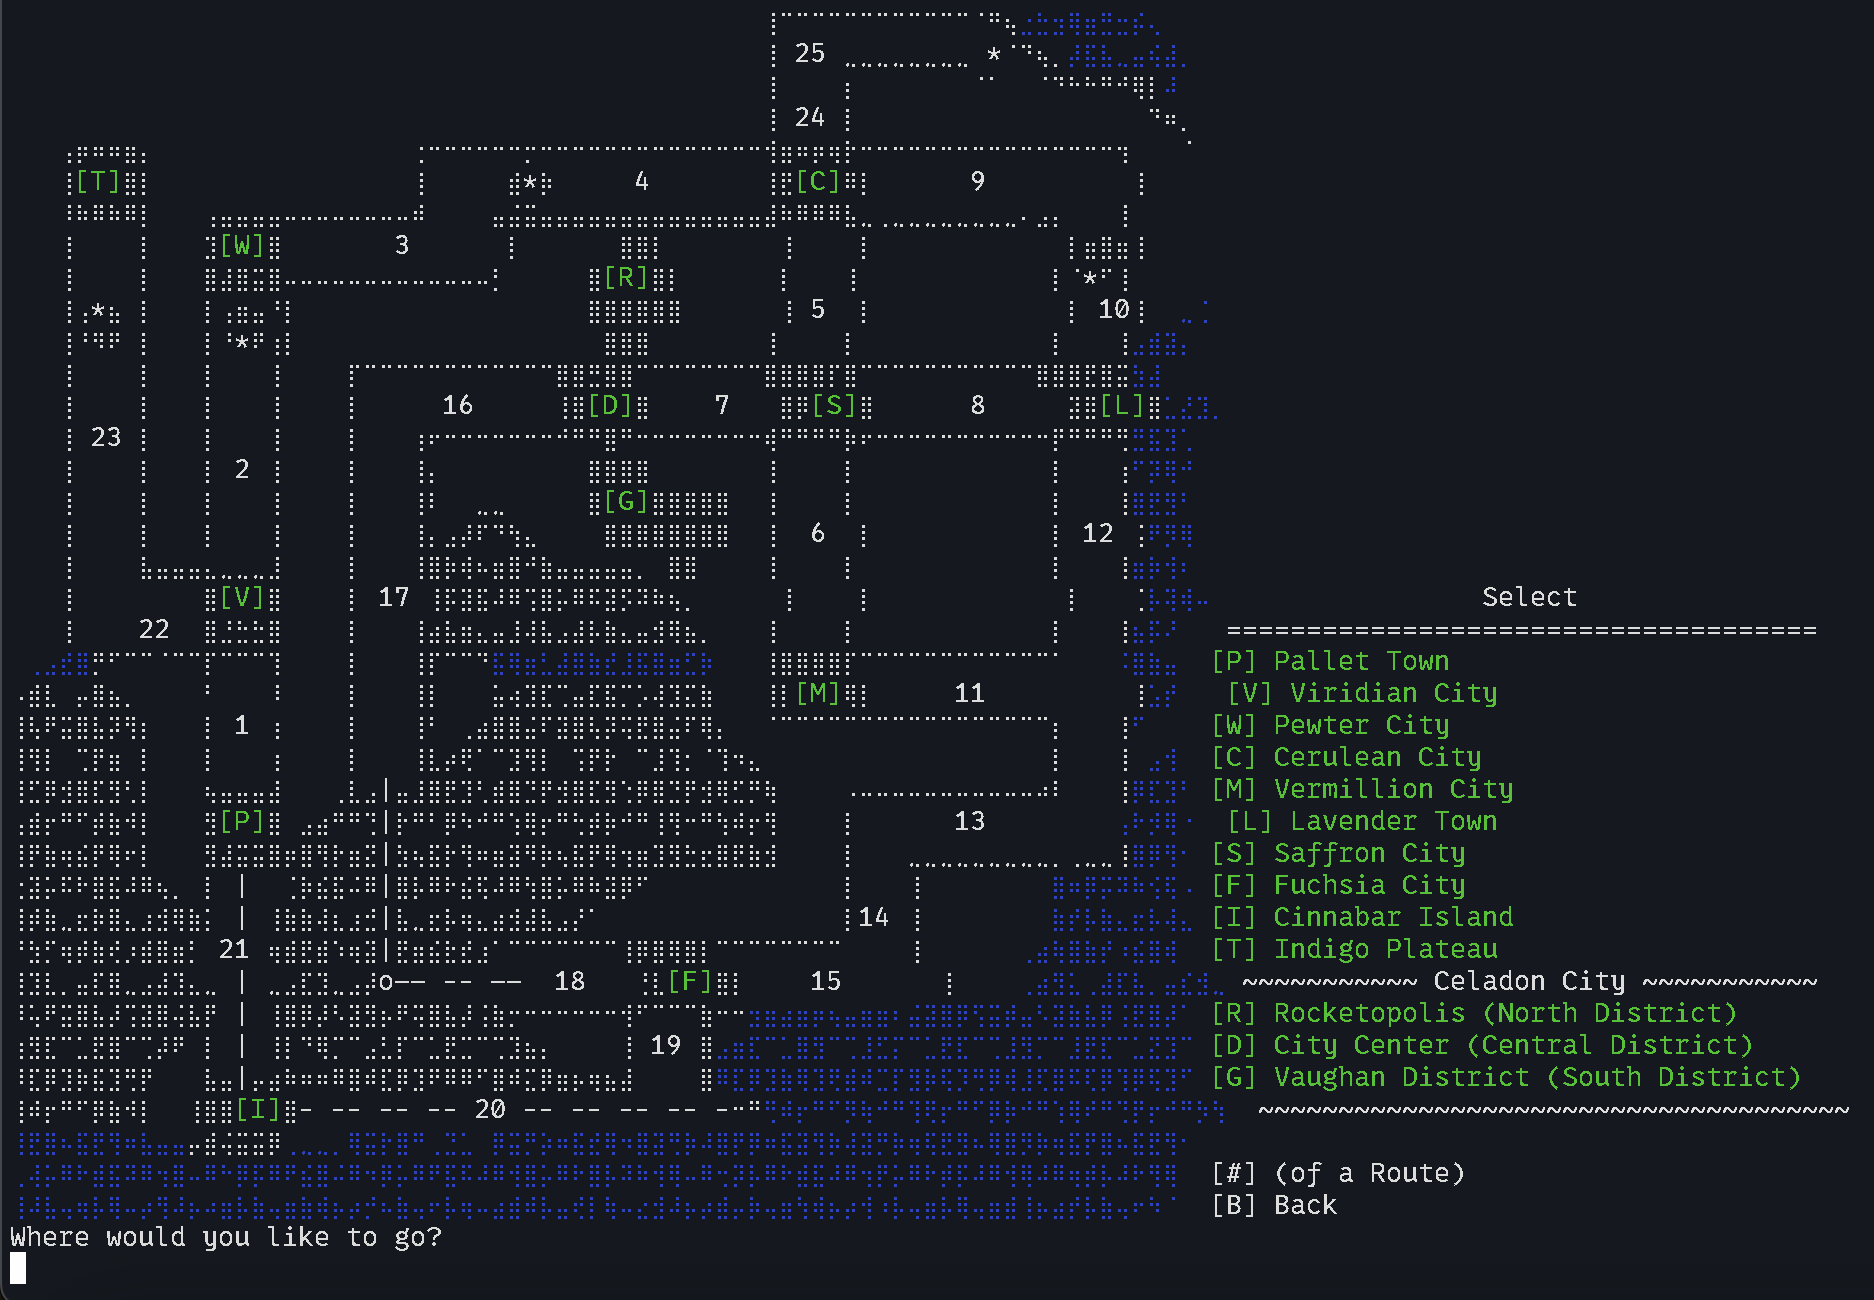 25 *
24
[T] * 4 [C] 9
[W] 3
[R] *
* 5 10
*
16 [D] 7 [S] 8 [L]
23
2
[G]
6 12
[V] 17 Select
22 =====================================
[P] Pallet Town
[M] 11 [V] Viridian City
1 [W] Pewter City
[C] Cerulean City
| [M] Vermillion City
[P] | 13 [L] Lavender Town
| [S] Saffron City
| | [F] Fuchsia City
| | 14 [I] Cinnabar Island
21 | [T] Indigo Plateau
| o—— —— —— 18 [F] 15 ~~~~~~~~~~~ Celadon City ~~~~~~~~~~~
| [R] Rocketopolis (North District)
| 19 [D] City Center (Central District)
| [G] Vaughan District (South District)
[I] - -- -- -- 20 -- -- -- -- - ~~~~~~~~~~~~~~~~~~~~~~~~~~~~~~~~~~~~~
[#] (of a Route)
[B] Back
Where would you like to go?